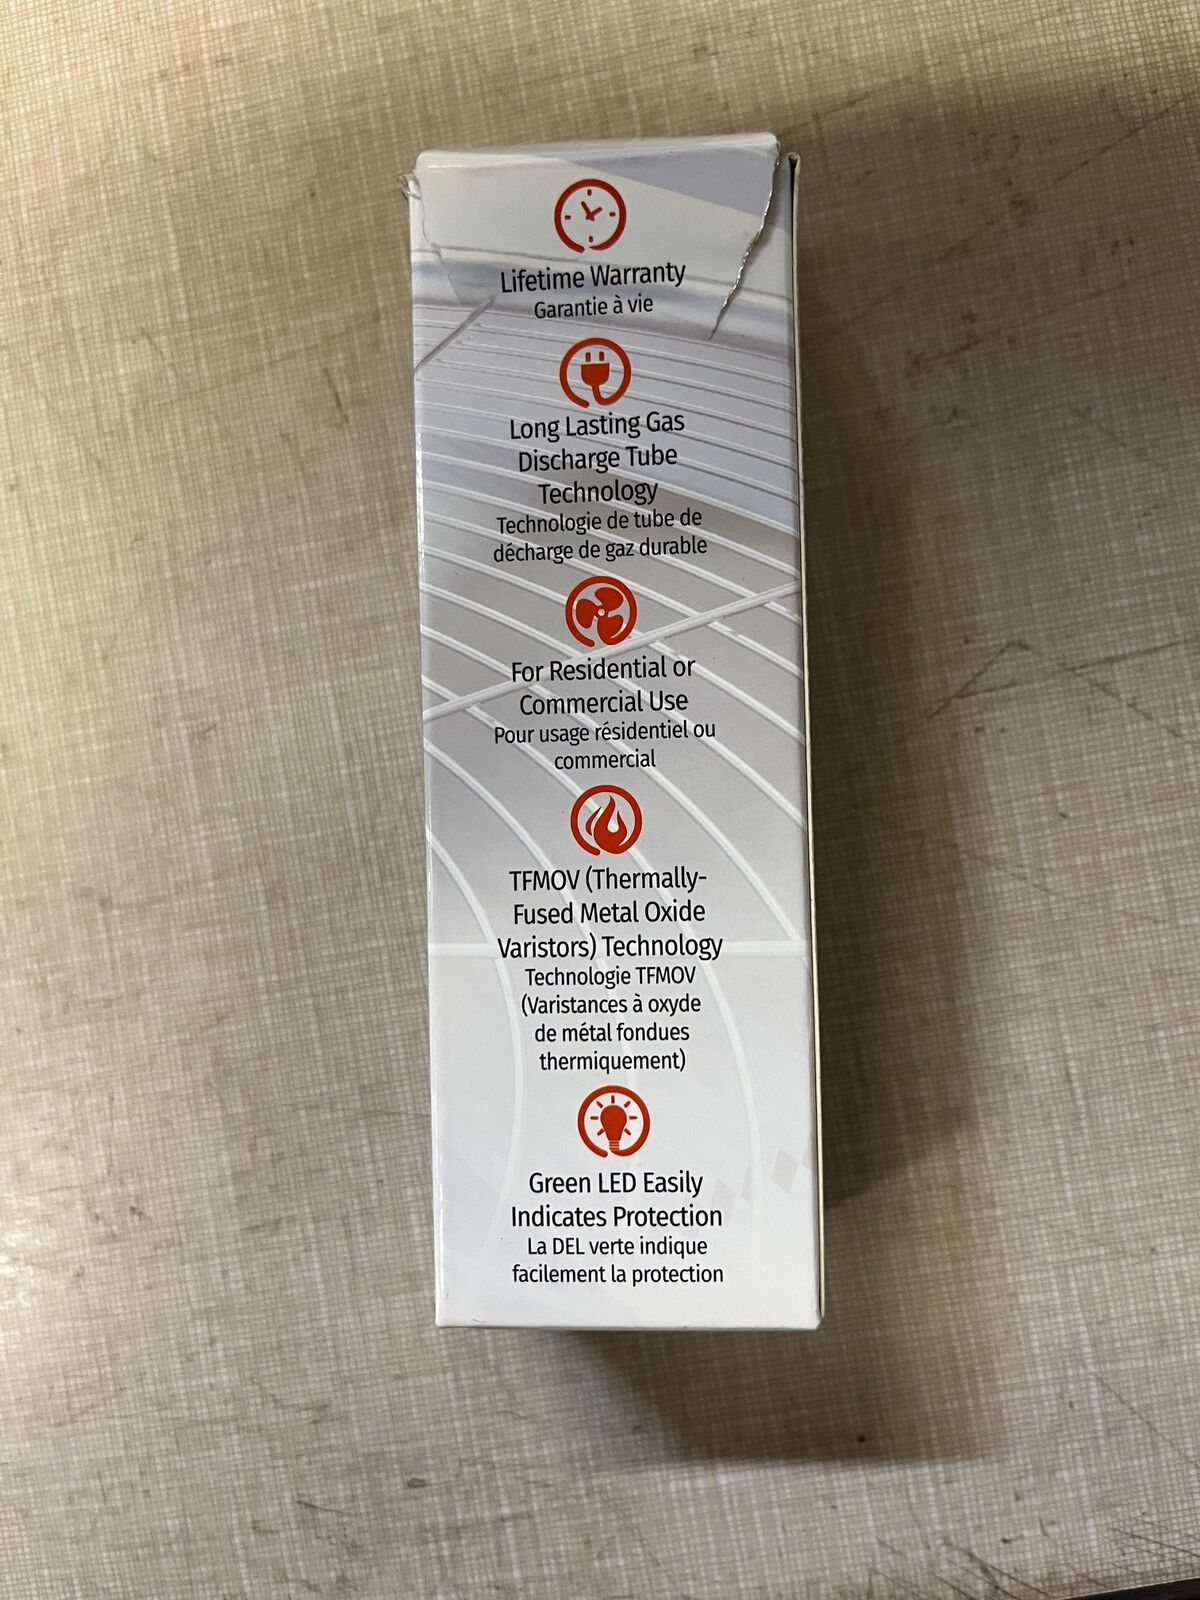 Lifetime Warranty
Garantie à vie
Long Lasting Gas
Discharge Tube
Technology
Technologie de tube de
décharge de gaz durable
For Residential or
Commercial Use
Pour usage résidentiel ou
commercial
TFMOV (Thermally-
Fused Metal Oxide
Varistors) Technology
Technologie TFMOV
(Varistances à oxyde
de métal fondues
thermiquement)
Green LED Easily
Indicates Protection
La DEL verte indique
facilement la protection